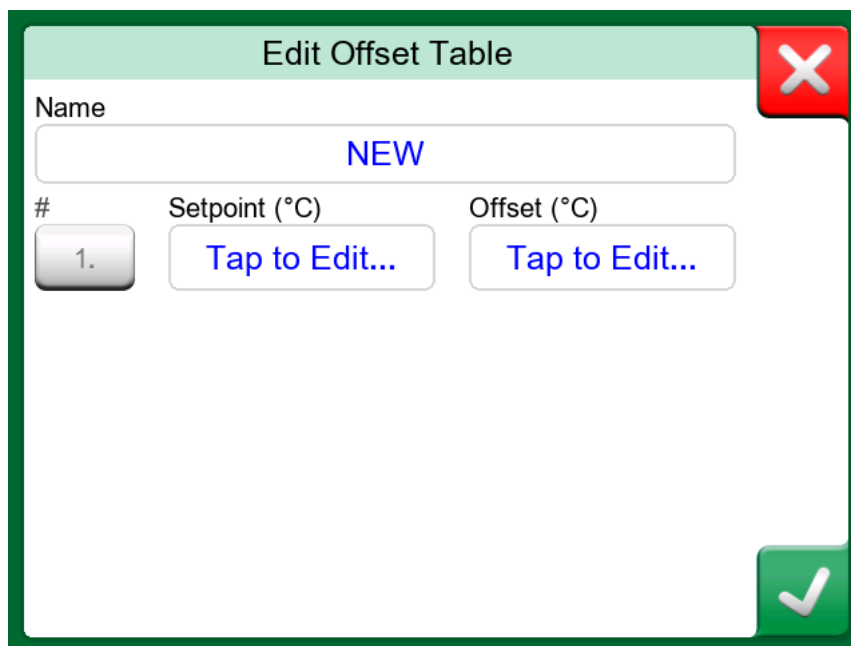 Edit Offset Table
Name
NEW
# Setpoint (°C) Offset (°C)
1. Tap to Edit... Tap to Edit...